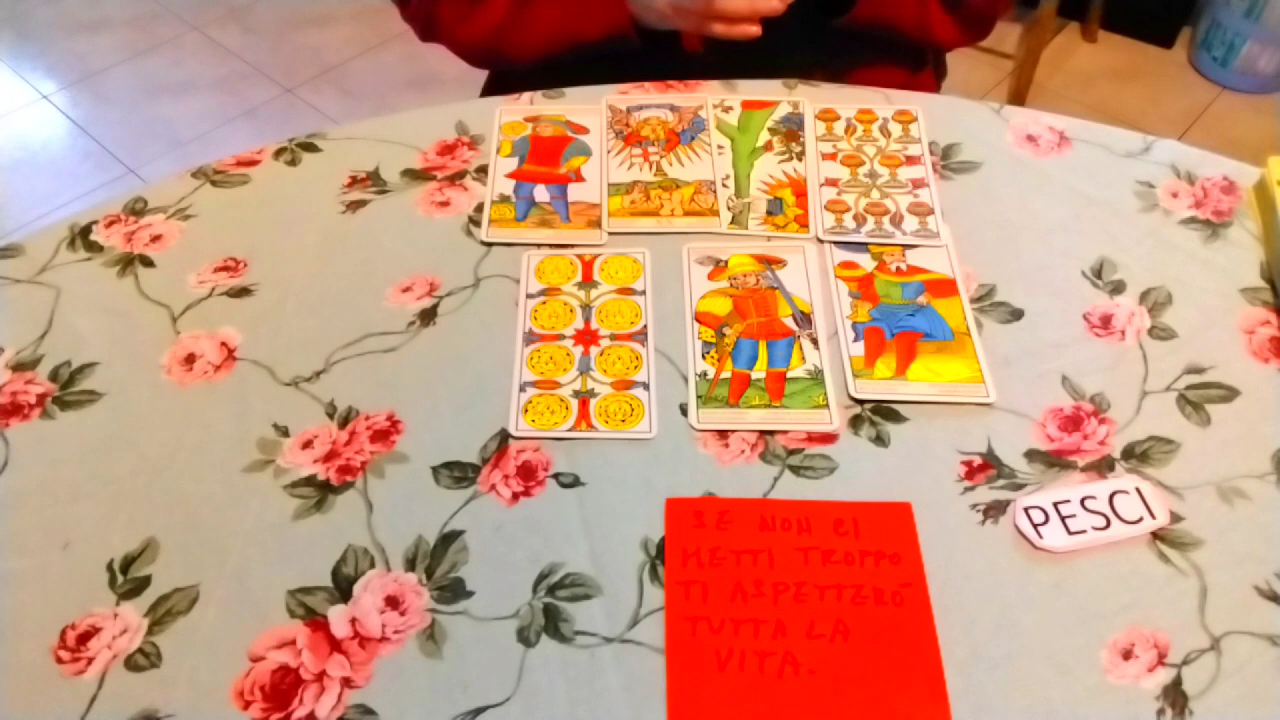 PESCI
SE NON CI
METTI TROPPO
TI ASPETTERÒ
TUTTA LA
VITA.